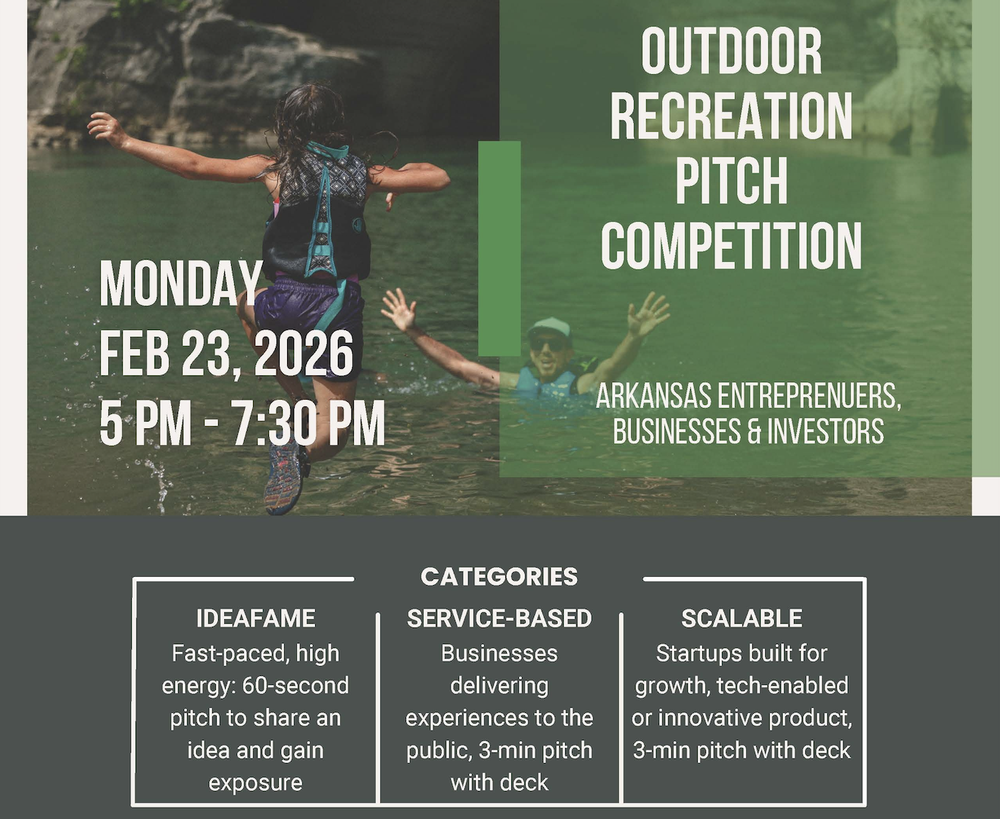 OUTDOOR
RECREATION
PITCH
COMPETITION
MONDAY
FEB 23, 2026
5 PM - 7:30 PM
ARKANSAS ENTREPRENUERS,
BUSINESSES & INVESTORS
CATEGORIES
IDEAFAME
Fast-paced, high
energy: 60-second
pitch to share an
idea and gain
exposure
SERVICE-BASED
Businesses
delivering
experiences to the
public, 3-min pitch
with deck
SCALABLE
Startups built for
growth, tech-enabled
or innovative product,
3-min pitch with deck